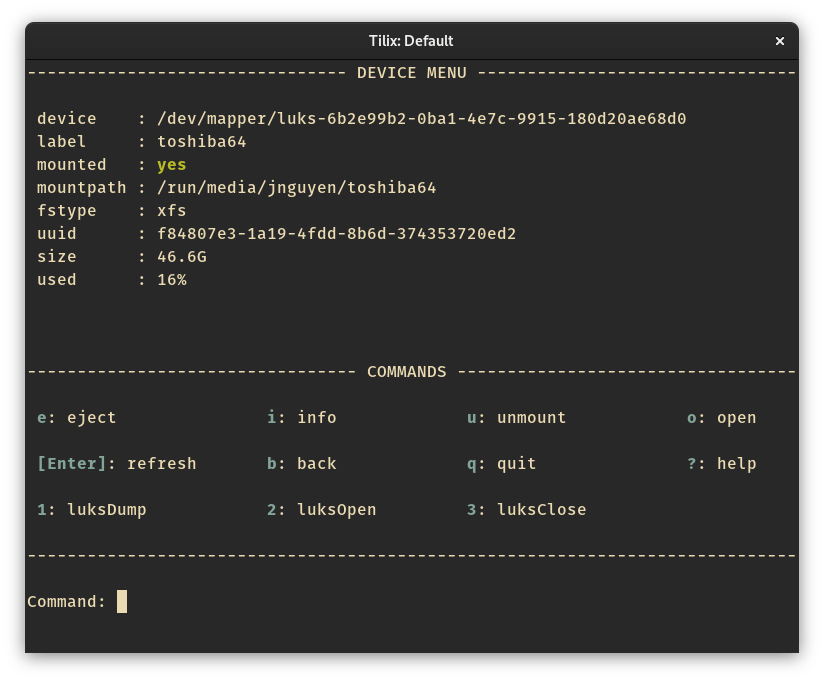 Tilix: Default ×
-------------------------------- DEVICE MENU --------------------------------
device : /dev/mapper/luks-6b2e99b2-0ba1-4e7c-9915-180d20ae68d0
label : toshiba64
mounted : yes
mountpath : /run/media/jnguyen/toshiba64
fstype : xfs
uuid : f84807e3-1a19-4fdd-8b6d-374353720ed2
size : 46.6G
used : 16%
--------------------------------- COMMANDS ----------------------------------
e: eject i: info u: unmount o: open
[Enter]: refresh b: back q: quit ?: help
1: luksDump 2: luksOpen 3: luksClose
-----------------------------------------------------------------------------
Command: